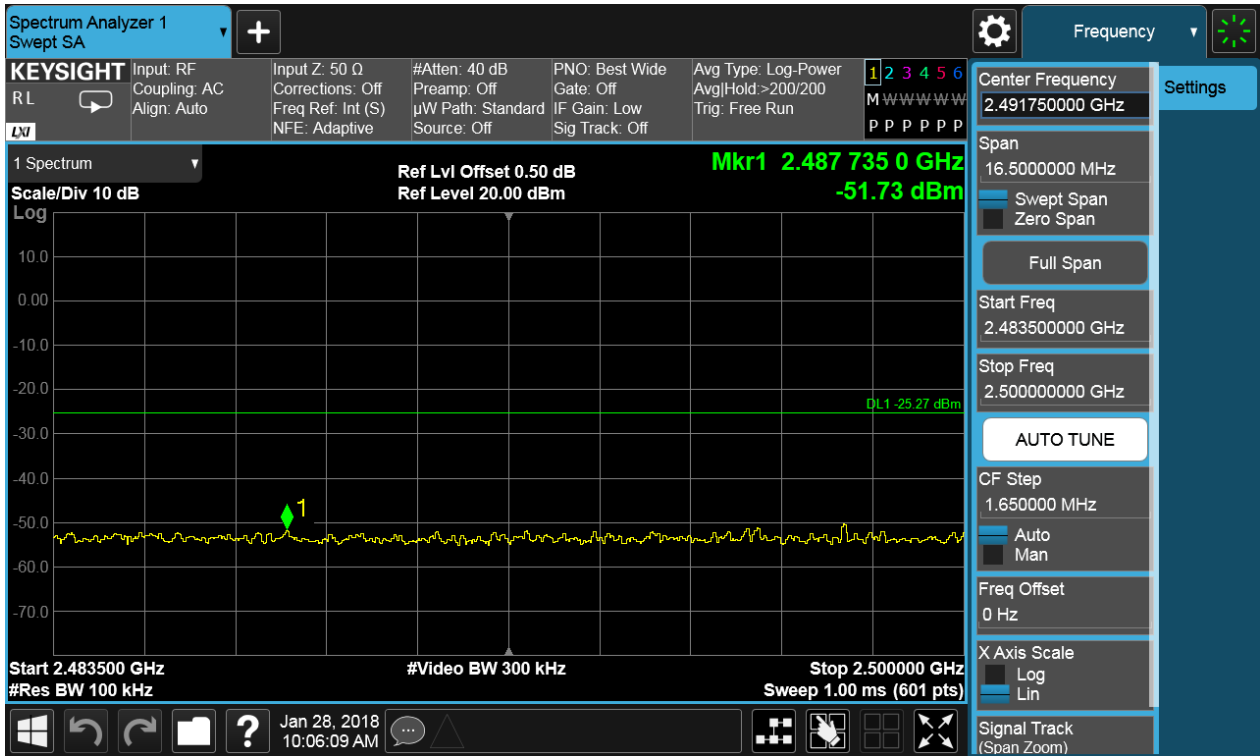 Spectrum Analyzer 1
Swept SA
+
Frequency
KEYSIGHT
R L
LXI
Input: RF
Coupling: AC
Align: Auto
Input Z: 50 Ω
Corrections: Off
Freq Ref: Int (S)
NFE: Adaptive
#Atten: 40 dB
Preamp: Off
µW Path: Standard
Source: Off
PNO: Best Wide
Gate: Off
IF Gain: Low
Sig Track: Off
Avg Type: Log-Power
Avg|Hold:>200/200
Trig: Free Run
1 2 3 4 5 6
M W W W W W
P P P P P P
1 Spectrum
Scale/Div 10 dB
Ref Lvl Offset 0.50 dB
Ref Level 20.00 dBm
Mkr1 2.487 735 0 GHz
-51.73 dBm
Log
10.0
0.00
-10.0
-20.0
-30.0
-40.0
-50.0
-60.0
-70.0
DL1 -25.27 dBm
1
Start 2.483500 GHz
#Res BW 100 kHz
#Video BW 300 kHz
Stop 2.500000 GHz
Sweep 1.00 ms (601 pts)
Center Frequency
2.491750000 GHz
Span
16.5000000 MHz
Swept Span
Zero Span
Full Span
Start Freq
2.483500000 GHz
Stop Freq
2.500000000 GHz
AUTO TUNE
CF Step
1.650000 MHz
Auto
Man
Freq Offset
0 Hz
X Axis Scale
Log
Lin
Signal Track
(Span Zoom)
Settings
?
Jan 28, 2018
10:06:09 AM